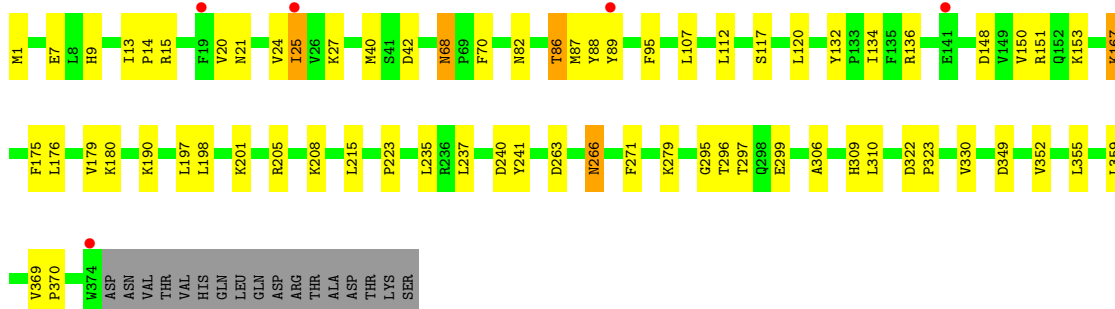 M1 E7 L8 H9 I13 P14 R15 F19 V20 N21 V24 I25 V26 K27 M40 S41 D42 N68 P69 F70 N82 T86 M87 Y88 Y89 F95 L107 L112 S117 L120 Y132 P133 I134 F135 R136 E141 D148 V149 V150 R151 Q152 K153 K167
F175 L176 V179 K180 K190 L197 L198 K201 R205 K208 L215 P223 L235 R236 L237 D240 Y241 D263 N266 F271 K279 G295 T296 T297 Q298 E299 A306 H309 L310 D322 P323 V330 D349 V352 L355 L359
V369 P370 W374 ASP ASN VAL THR VAL HIS GLN LEU GLN ASP ARG THR ALA ASP THR LYS SER